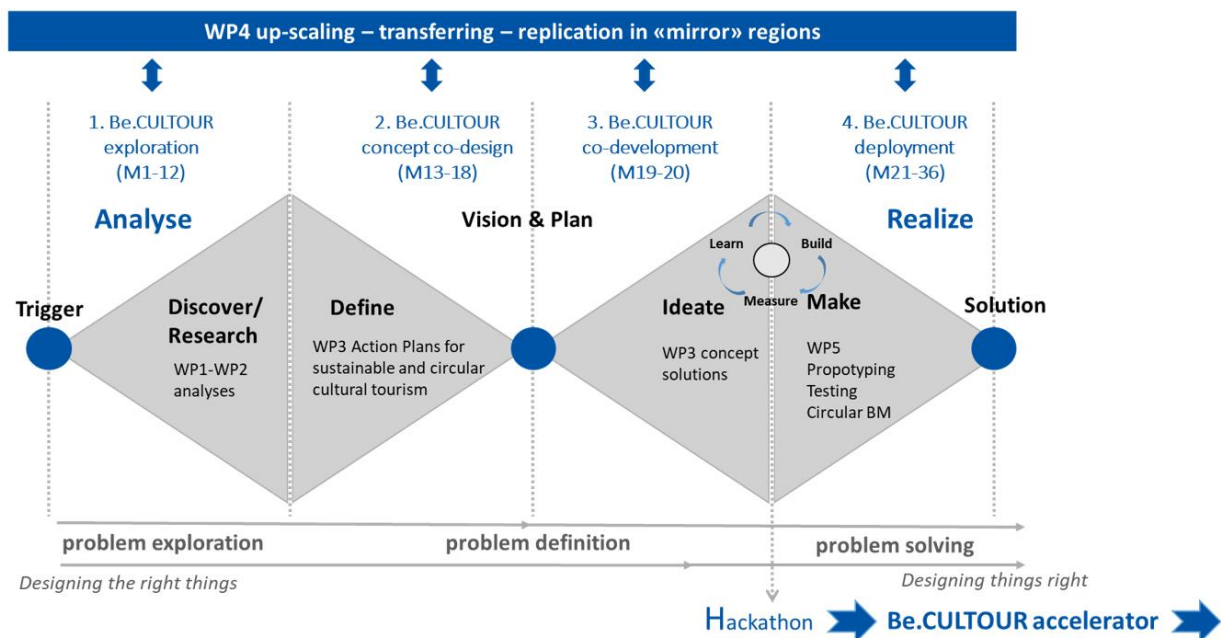 WP4 up-scaling – transferring – replication in «mirror» regions
1. Be.CULTOUR
exploration
(M1-12)
2. Be.CULTOUR
concept co-design
(M13-18)
3. Be.CULTOUR
co-development
(M19-20)
4. Be.CULTOUR
deployment
(M21-36)
Analyse
Vision & Plan
Realize
Learn
Build
Measure
Trigger
Discover/
Research
WP1-WP2
analyses
Define
WP3 Action Plans for
sustainable and circular
cultural tourism
Ideate
WP3 concept
solutions
Make
WP5
Propotyping
Testing
Circular BM
Solution
problem exploration
problem definition
problem solving
Designing the right things
Designing things right
Hackathon
Be.CULTOUR accelerator